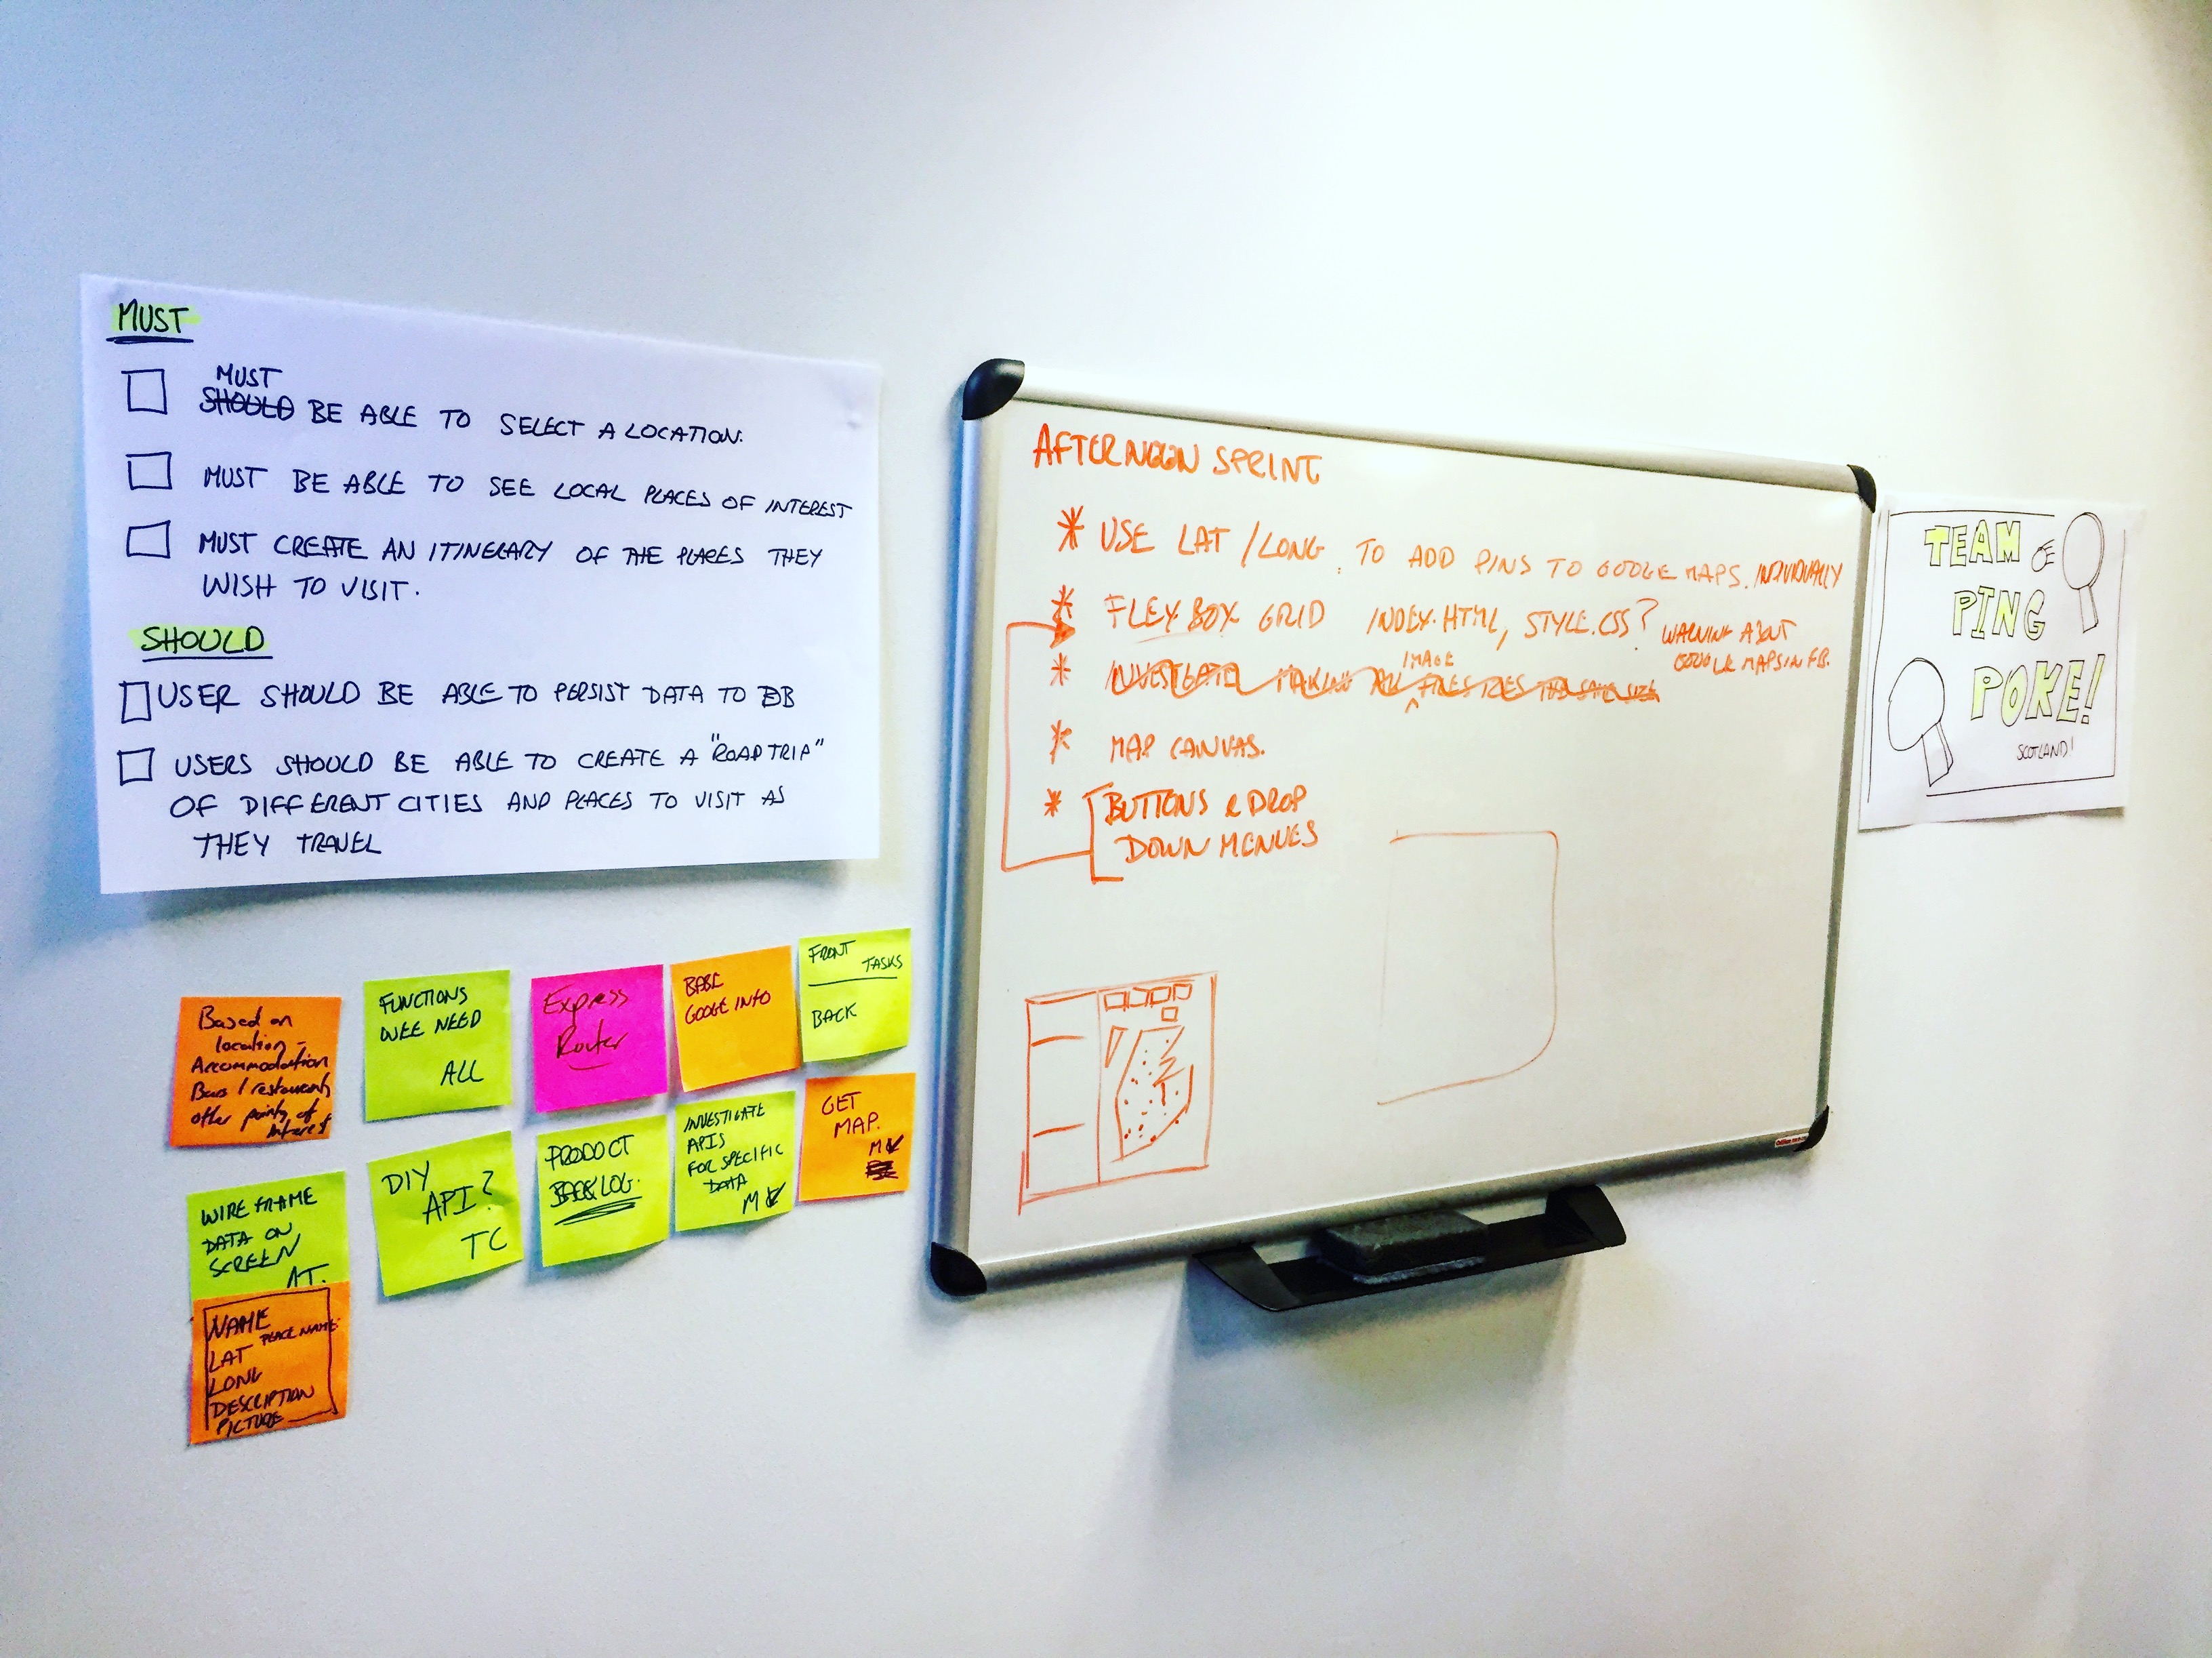 MUST
MUST
SHOULD BE ABLE TO SELECT A LOCATION.
MUST BE ABLE TO SEE LOCAL PLACES OF INTEREST
MUST CREATE AN ITINERARY OF THE PLACES THEY
WISH TO VISIT.
SHOULD
USER SHOULD BE ABLE TO PERSIST DATA TO DB
USERS SHOULD BE ABLE TO CREATE A "ROAD TRIP"
OF DIFFERENT CITIES AND PLACES TO VISIT AS
THEY TRAVEL
Based on
location -
Accommodation
Bars / restaurants
other points of
interest
FUNCTIONS
WEE NEED
ALL
Express
Router
BABL
GOOGLE INFO
FRONT
TASKS
BACK
WIRE FRAME
DATA ON
SCREEN
AT.
DIY
API?
TC
PRODUCT
BACKLOG.
INVESTIGATE
APIS
FOR SPECIFIC
DATA
GET
MAP.
NAME
PLACE NAME.
LAT
LONG
DESCRIPTION
PICTURE
AFTERNOON SPRINT
* USE LAT /LONG TO ADD PINS TO GOOGLE MAPS. INDIVIDUALLY
* FLEX BOX GRID INDEX.HTML, STYLE.CSS? WARNING ABOUT
GOOGLE MAPS IN FB.
IMAGE
* INVESTIGATE MAKING ALL FILES THE SAME SIZE
* MAP CANVAS.
* BUTTONS & DROP
DOWN MENUES
TEAM
PING
POKE!
SCOTLAND!